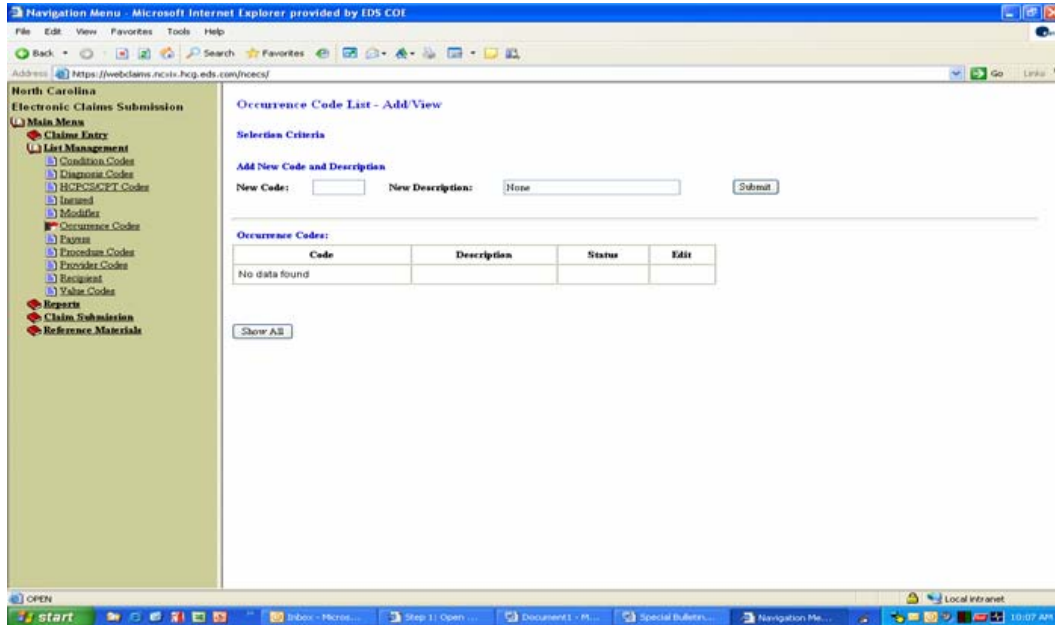 Navigation Menu - Microsoft Internet Explorer provided by EDS COE
File Edit View Favorites Tools Help
Back Search Favorites
Address https://webclaims.ncxix.hcg.eds.com/ncecs/ Go Links
North Carolina
Electronic Claims Submission
Main Menu
Claims Entry
List Management
Condition Codes
Diagnosis Codes
HCPCS/CPT Codes
Insured
Modifier
Occurrence Codes
Payers
Procedure Codes
Provider Codes
Recipient
Value Codes
Reports
Claim Submission
Reference Materials
Occurrence Code List - Add/View
Selection Criteria
Add New Code and Description
New Code: New Description: None Submit
Occurrence Codes:
Code Description Status Edit
No data found
Show All
OPEN Local intranet
start Inbox - Micros... Step 1: Open ... Document1 - M... Special Bulletin... Navigation Me... 10:07 AM